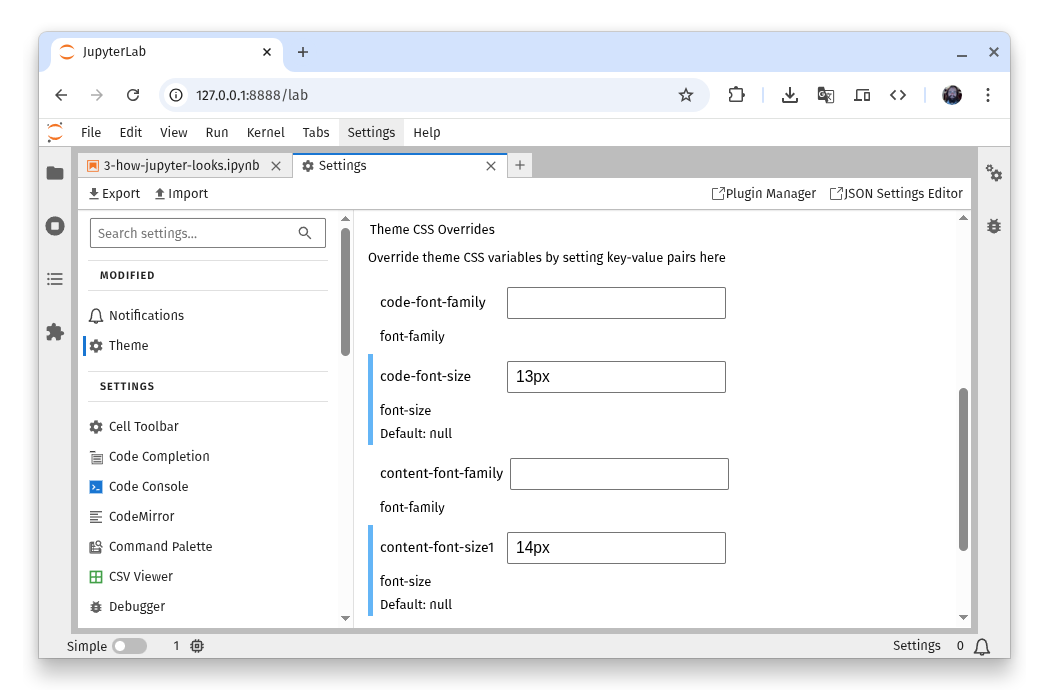 JupyterLab
127.0.0.1:8888/lab
File Edit View Run Kernel Tabs Settings Help
3-how-jupyter-looks.ipynb Settings
Export Import Plugin Manager JSON Settings Editor
Search settings...
MODIFIED
Notifications
Theme
SETTINGS
Cell Toolbar
Code Completion
Code Console
CodeMirror
Command Palette
CSV Viewer
Debugger
Theme CSS Overrides
Override theme CSS variables by setting key-value pairs here
code-font-family
font-family
code-font-size 13px
font-size
Default: null
content-font-family
font-family
content-font-size1 14px
font-size
Default: null
Simple 1 Settings 0